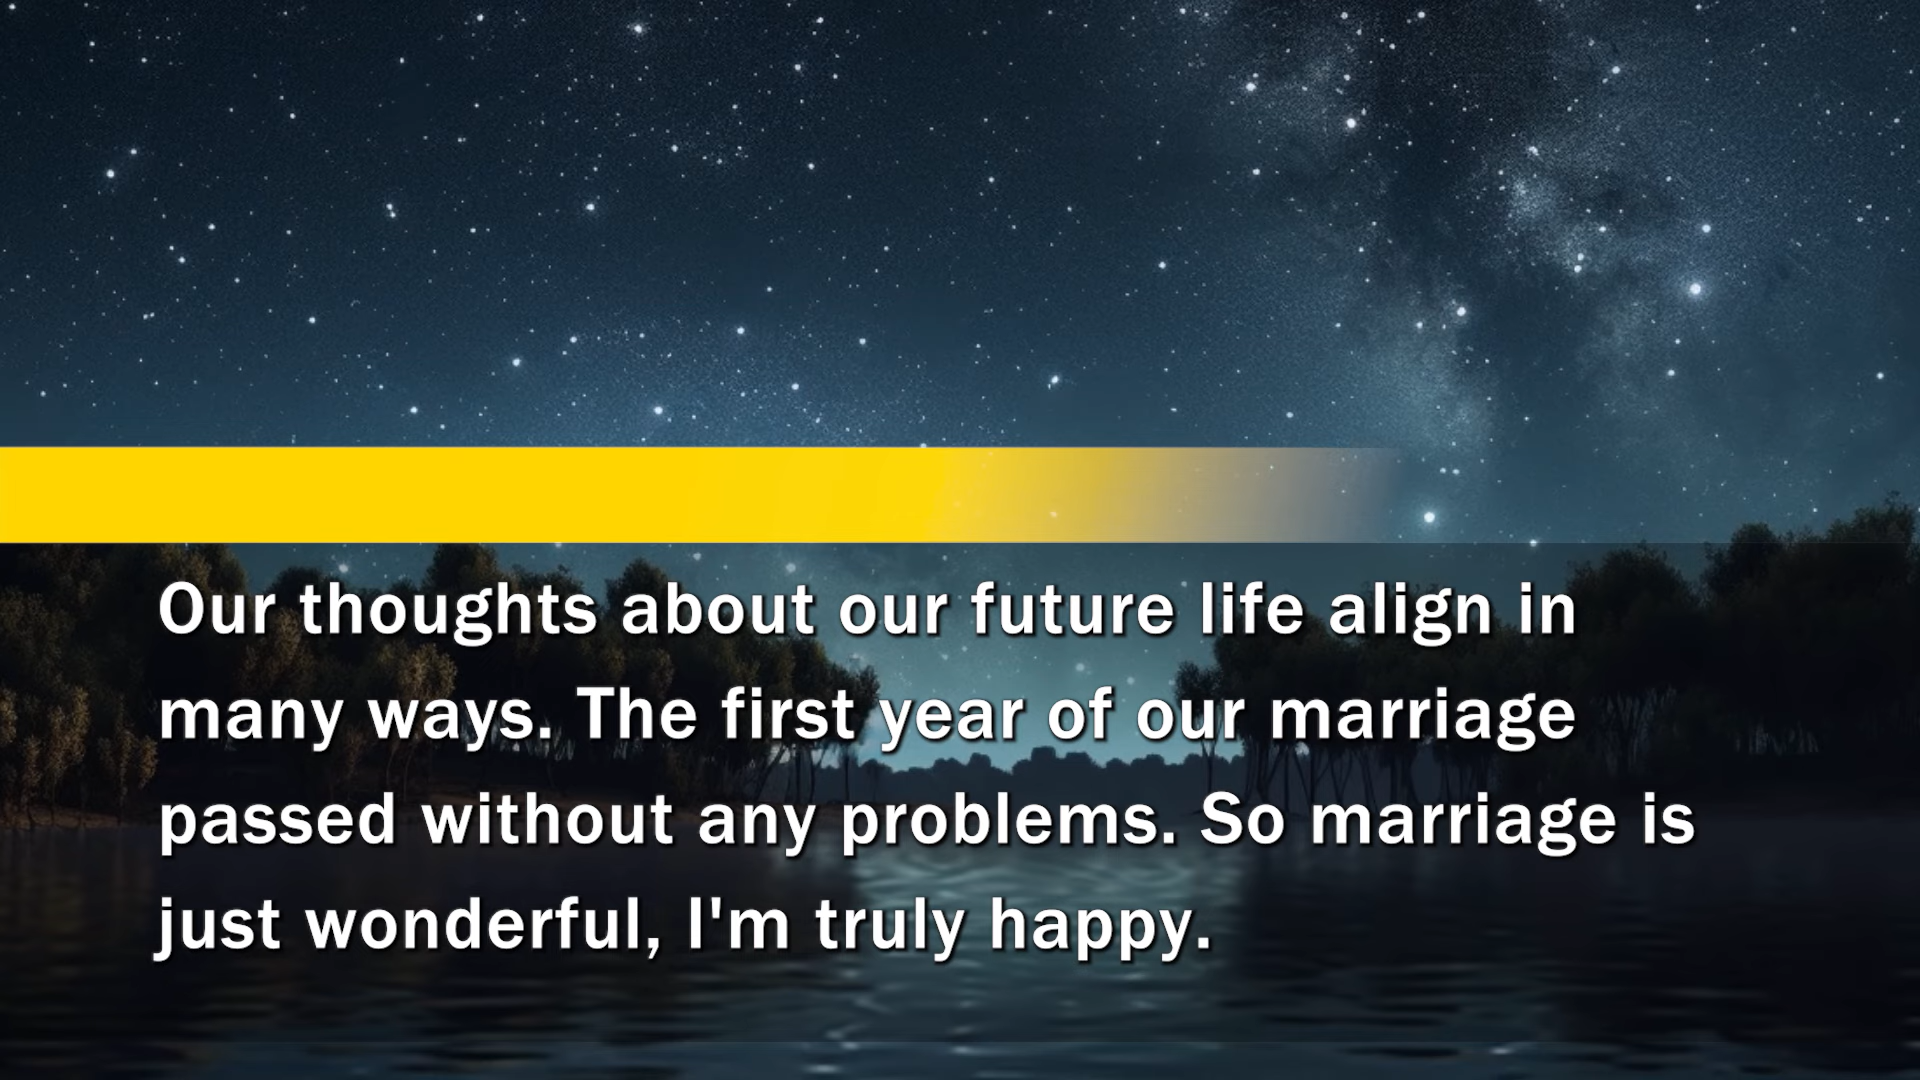 Our thoughts about our future life align in
many ways. The first year of our marriage
passed without any problems. So marriage is
just wonderful, I'm truly happy.